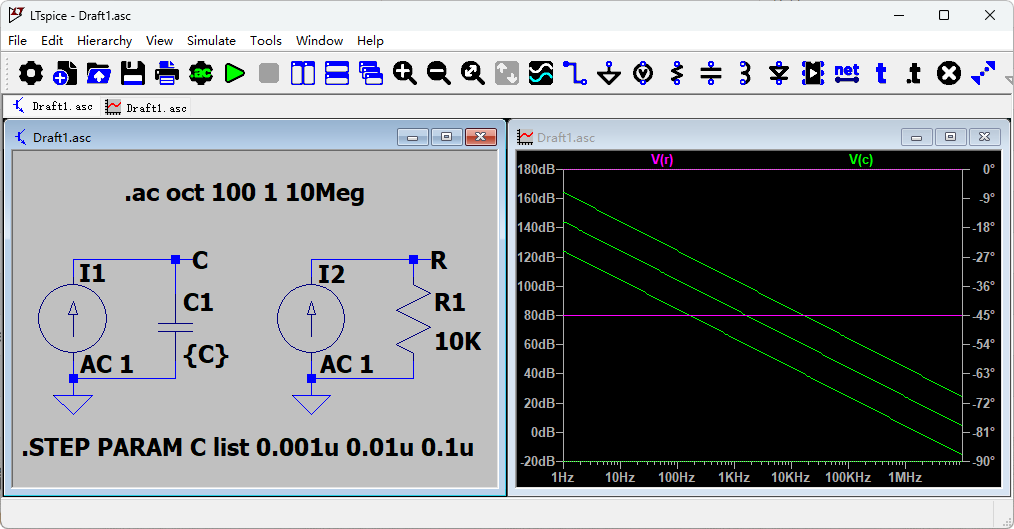 LTspice - Draft1.asc
File Edit Hierarchy View Simulate Tools Window Help
.ac net t .t
Draft1.asc Draft1.asc
Draft1.asc
.ac oct 100 1 10Meg
C
I1
C1
{C}
AC 1
R
I2
R1
10K
AC 1
.STEP PARAM C list 0.001u 0.01u 0.1u
Draft1.asc
V(r) V(c)
180dB 0°
160dB -9°
140dB -18°
120dB -27°
100dB -36°
80dB -45°
60dB -54°
40dB -63°
20dB -72°
0dB -81°
-20dB -90°
1Hz 10Hz 100Hz 1KHz 10KHz 100KHz 1MHz